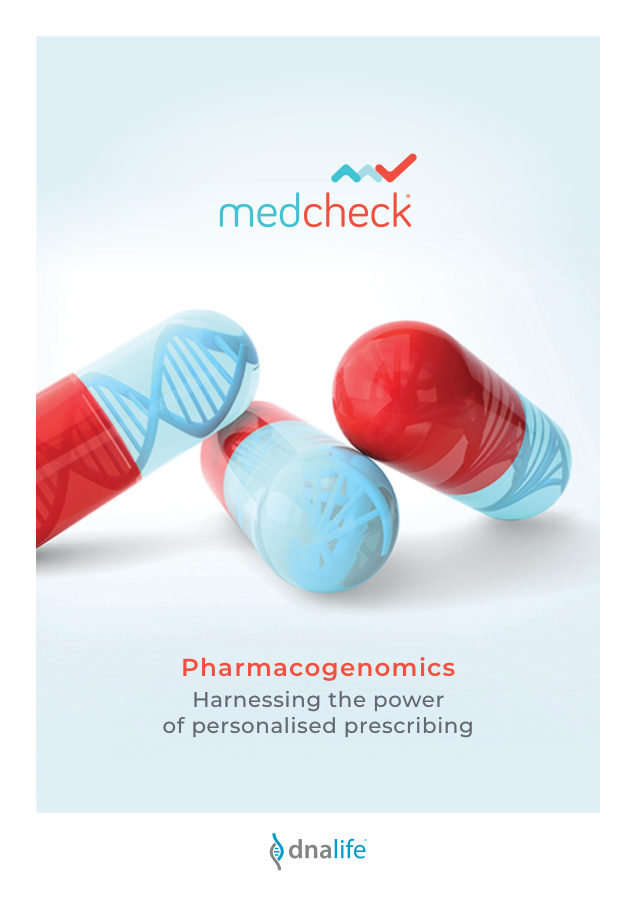 medcheck®
Pharmacogenomics
Harnessing the power
of personalised prescribing
dnalife®